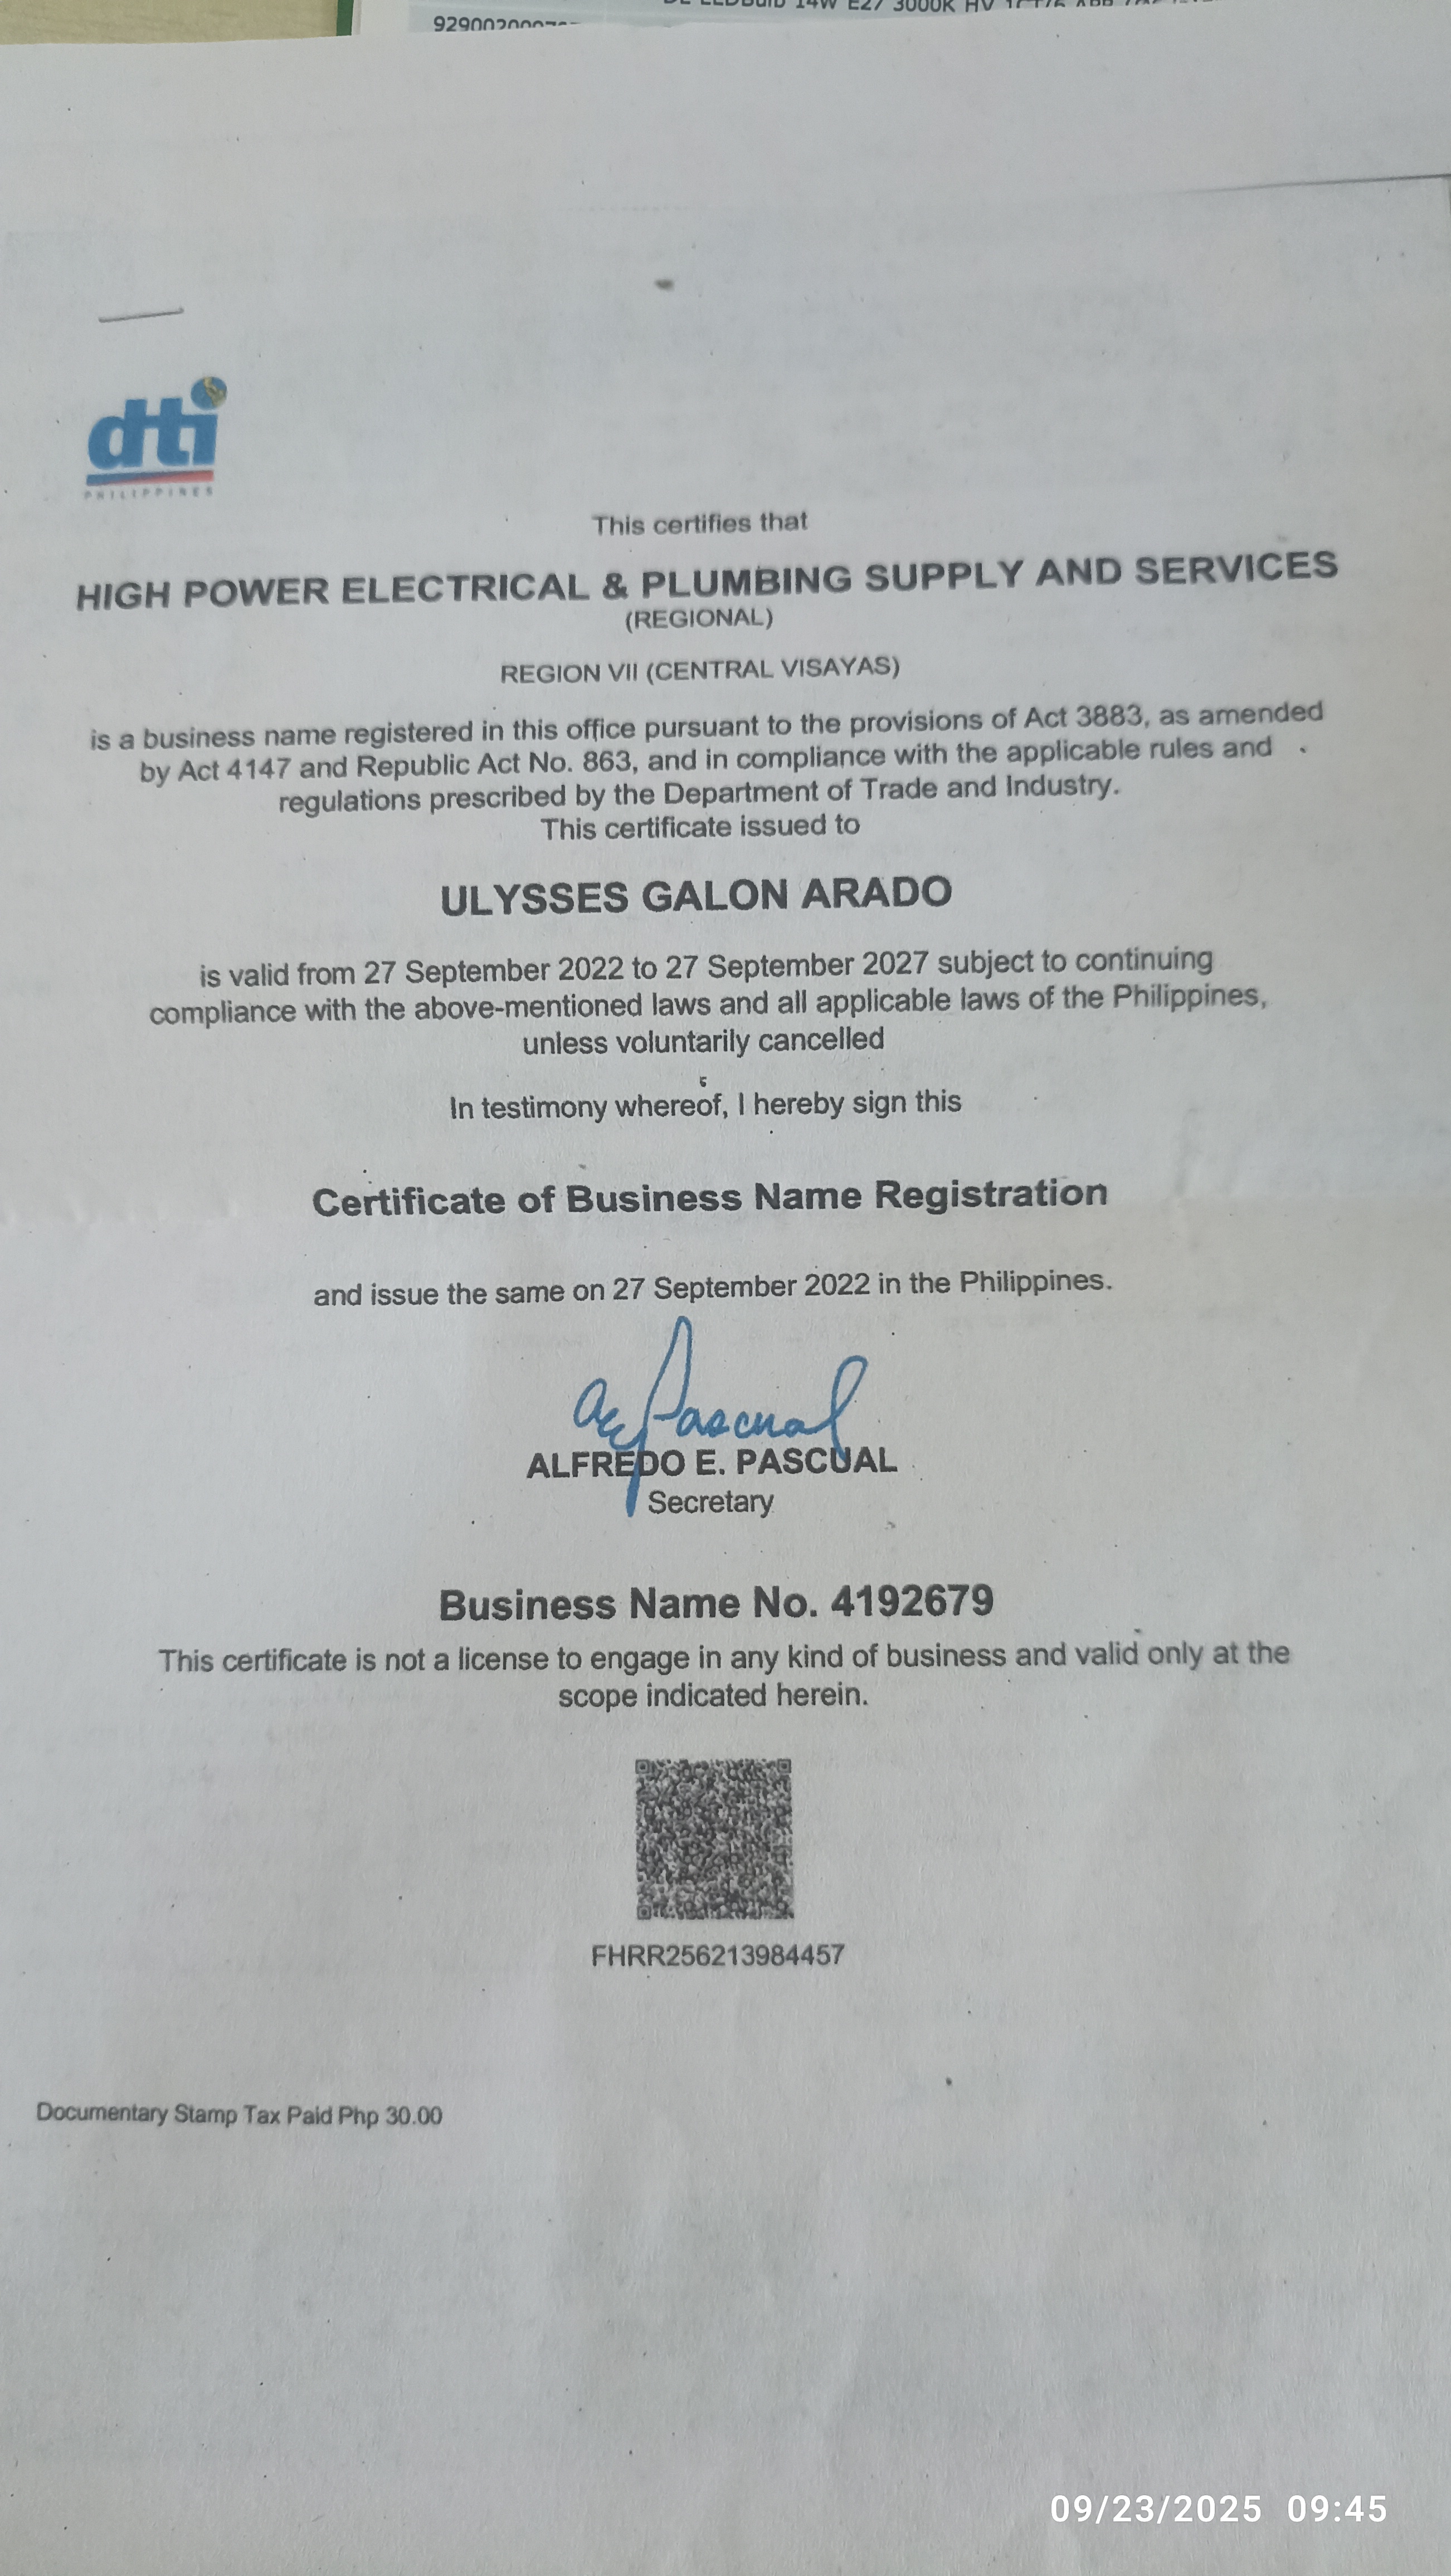 14W E27 3000K HV
dti
PHILIPPINES
This certifies that
HIGH POWER ELECTRICAL & PLUMBING SUPPLY AND SERVICES
(REGIONAL)
REGION VII (CENTRAL VISAYAS)
is a business name registered in this office pursuant to the provisions of Act 3883, as amended
by Act 4147 and Republic Act No. 863, and in compliance with the applicable rules and
regulations prescribed by the Department of Trade and Industry.
This certificate issued to
ULYSSES GALON ARADO
is valid from 27 September 2022 to 27 September 2027 subject to continuing
compliance with the above-mentioned laws and all applicable laws of the Philippines,
unless voluntarily cancelled
In testimony whereof, I hereby sign this
Certificate of Business Name Registration
and issue the same on 27 September 2022 in the Philippines.
ae Pascual
ALFREDO E. PASCUAL
Secretary
Business Name No. 4192679
This certificate is not a license to engage in any kind of business and valid only at the
scope indicated herein.
FHRR256213984457
Documentary Stamp Tax Paid Php 30.00
09/23/2025 09:45